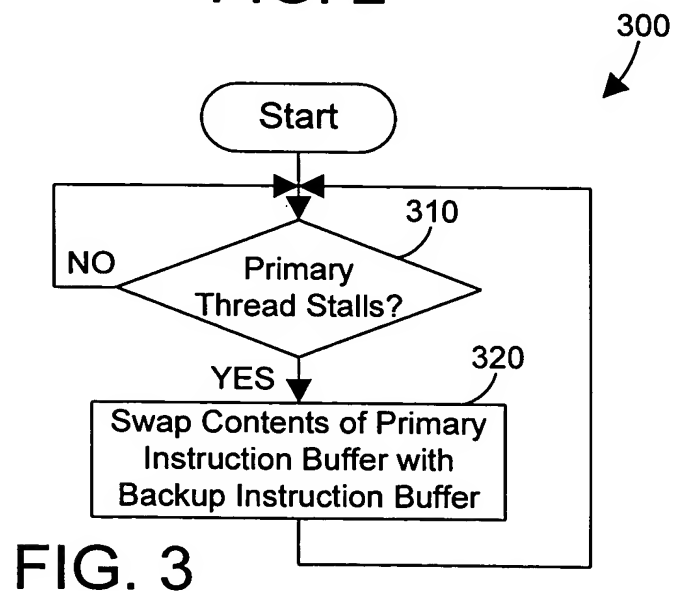 300
Start
310
NO
Primary
Thread Stalls?
320
YES
Swap Contents of Primary
Instruction Buffer with
Backup Instruction Buffer
FIG. 3